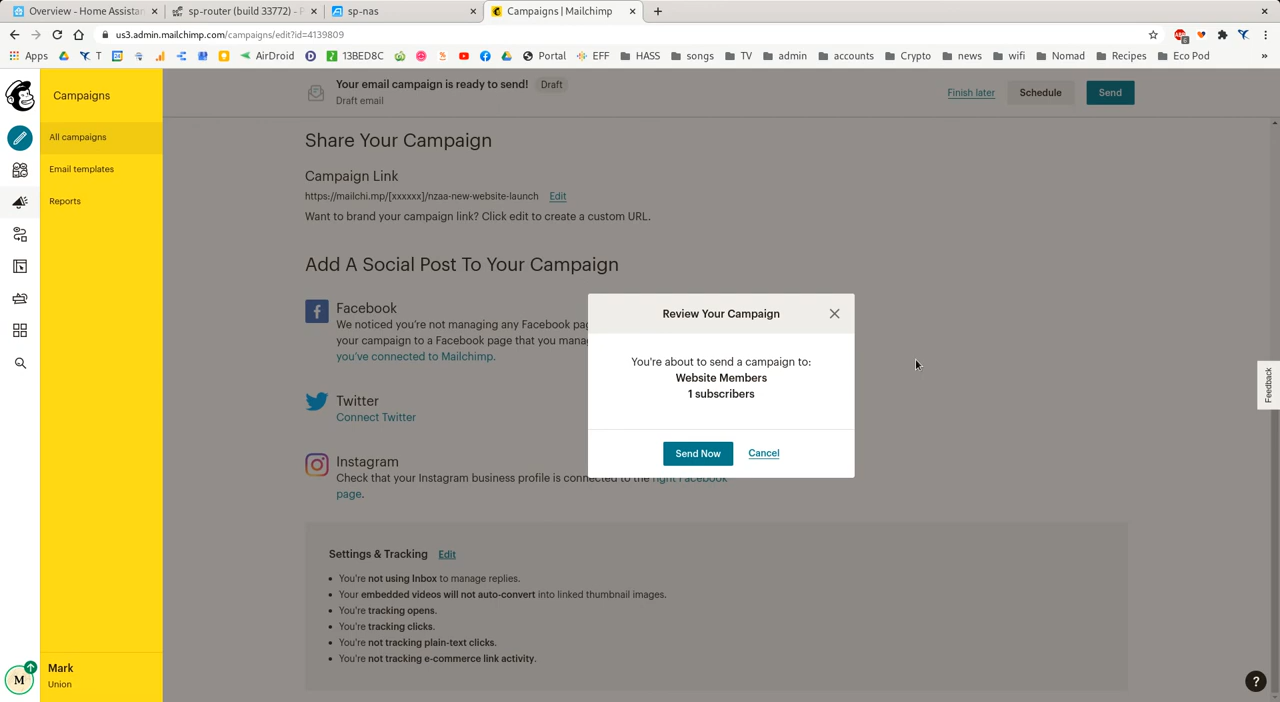 Overview - Home Assistan
sp-router (build 33772) - P
sp-nas
Campaigns | Mailchimp
us3.admin.mailchimp.com/campaigns/edit?id=4139809
Apps
T
AirDroid
13BED8C
Portal
EFF
HASS
songs
TV
admin
accounts
Crypto
news
wifi
Nomad
Recipes
Eco Pod
Campaigns
All campaigns
Email templates
Reports
Your email campaign is ready to send! Draft
Draft email
Finish later
Schedule
Send
Share Your Campaign
Campaign Link
https://mailchi.mp/[xxxxxx]/nzaa-new-website-launch Edit
Want to brand your campaign link? Click edit to create a custom URL.
Add A Social Post To Your Campaign
Facebook
We noticed you're not managing any Facebook pag
your campaign to a Facebook page that you mana
you've connected to Mailchimp.
Twitter
Connect Twitter
Instagram
Check that your Instagram business profile is connected to the right Facebook
page.
Review Your Campaign
You're about to send a campaign to:
Website Members
1 subscribers
Send Now
Cancel
Settings & Tracking Edit
You're not using Inbox to manage replies.
Your embedded videos will not auto-convert into linked thumbnail images.
You're tracking opens.
You're tracking clicks.
You're not tracking plain-text clicks.
You're not tracking e-commerce link activity.
Feedback
M
Mark
Union
?